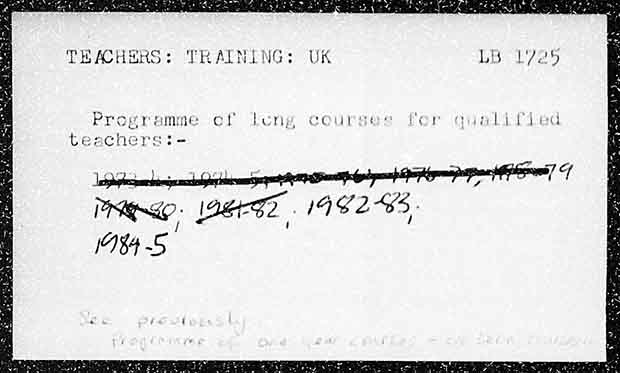 TEACHERS: TRAINING: UK LB 1725
Programme of long courses for qualified
teachers:-
1973-4; 1974-5, 1975-76, 1976-77, 1978-79
1979-80; 1981-82; 1982-83;
1984-5
See previously
Programme of one year courses -